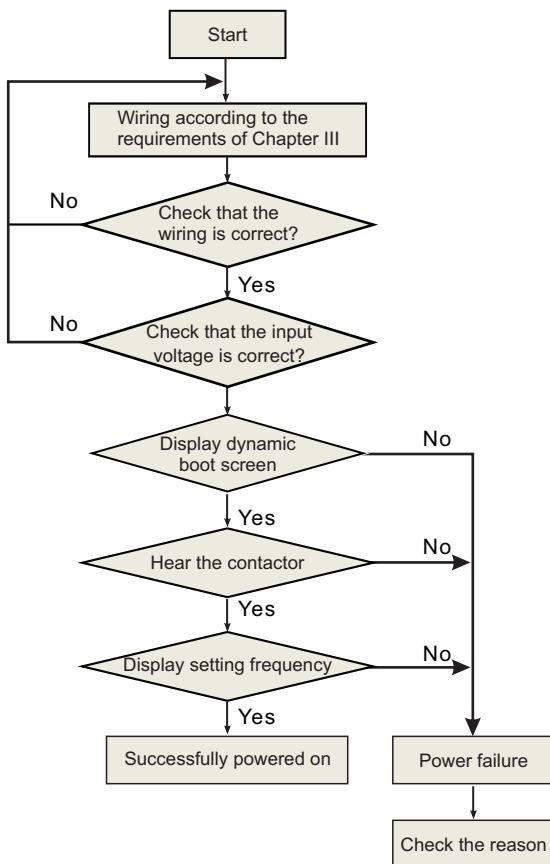 Start
Wiring according to the
requirements of Chapter III
No
Check that the
wiring is correct?
Yes
No
Check that the input
voltage is correct?
Display dynamic
boot screen
No
Yes
Hear the contactor
No
Yes
Display setting frequency
No
Yes
Successfully powered on
Power failure
Check the reason